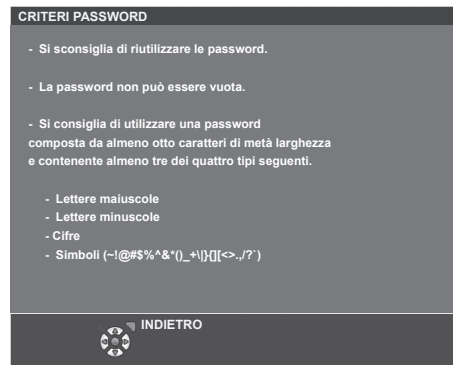 CRITERI PASSWORD
- Si sconsiglia di riutilizzare le password.
- La password non può essere vuota.
- Si consiglia di utilizzare una password
composta da almeno otto caratteri di metà larghezza
e contenente almeno tre dei quattro tipi seguenti.
- Lettere maiuscole
- Lettere minuscole
- Cifre
- Simboli (~!@#$%^&*()_+\|}{][<>.,/?`)
INDIETRO